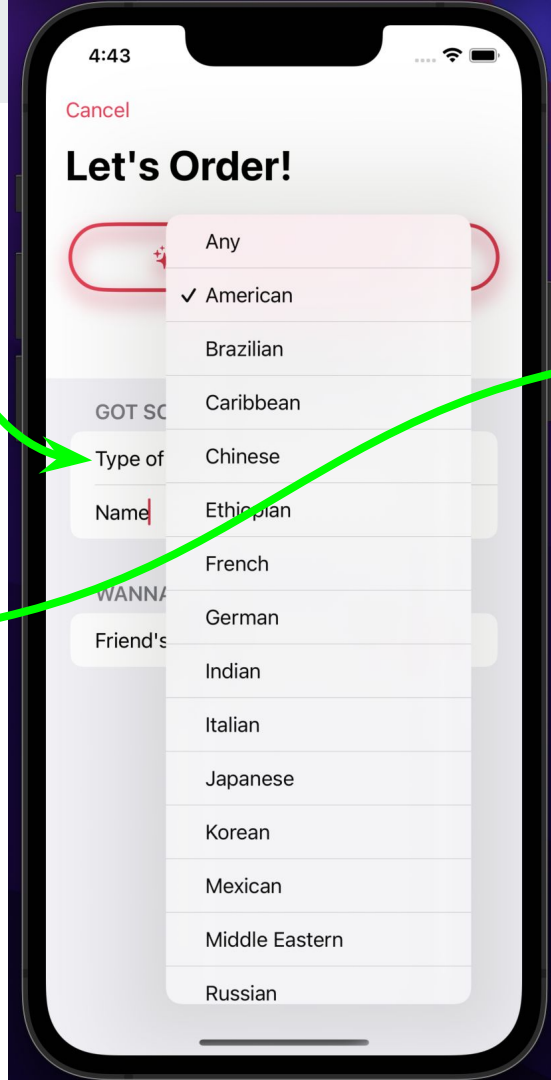 4:43
Cancel
Let's Order!
Any
✓ American
Brazilian
Caribbean
GOT
Chinese
Type of
Ethiopian
Name
French
WANNA
German
Friend's
Indian
Italian
Japanese
Korean
Mexican
Middle Eastern
Russian